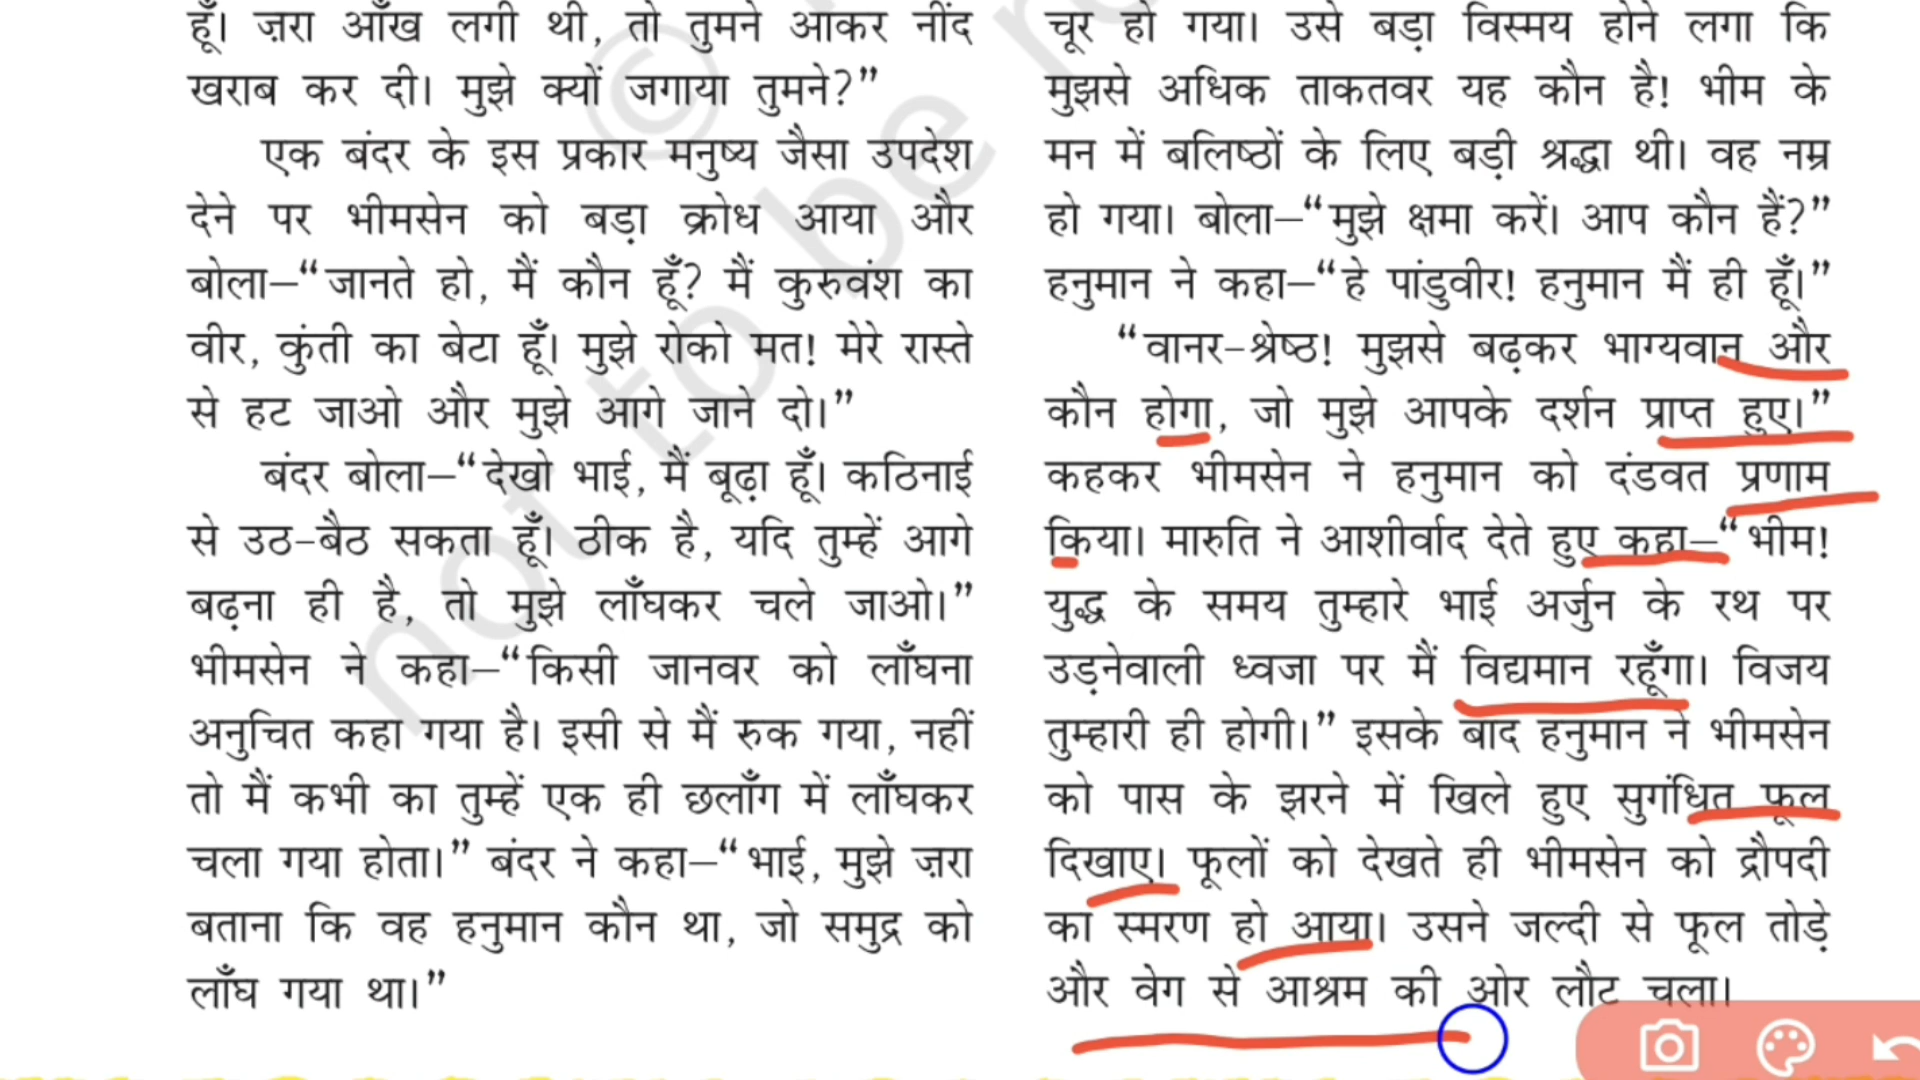 हूँ। ज़रा आँख लगी थी, तो तुमने आकर नींद
खराब कर दी। मुझे क्यों जगाया तुमने?”
एक बंदर के इस प्रकार मनुष्य जैसा उपदेश
देने पर भीमसेन को बड़ा क्रोध आया और
बोला–“जानते हो, मैं कौन हूँ? मैं कुरुवंश का
वीर, कुंती का बेटा हूँ। मुझे रोको मत! मेरे रास्ते
से हट जाओ और मुझे आगे जाने दो।”
बंदर बोला–“देखो भाई, मैं बूढ़ा हूँ। कठिनाई
से उठ-बैठ सकता हूँ। ठीक है, यदि तुम्हें आगे
बढ़ना ही है, तो मुझे लाँघकर चले जाओ।”
भीमसेन ने कहा–“किसी जानवर को लाँघना
अनुचित कहा गया है। इसी से मैं रुक गया, नहीं
तो मैं कभी का तुम्हें एक ही छलाँग में लाँघकर
चला गया होता।” बंदर ने कहा–“भाई, मुझे ज़रा
बताना कि वह हनुमान कौन था, जो समुद्र को
लाँघ गया था।”
चूर हो गया। उसे बड़ा विस्मय होने लगा कि
मुझसे अधिक ताकतवर यह कौन है! भीम के
मन में बलिष्ठों के लिए बड़ी श्रद्धा थी। वह नम्र
हो गया। बोला–“मुझे क्षमा करें। आप कौन हैं?”
हनुमान ने कहा–“हे पांडुवीर! हनुमान मैं ही हूँ।”
“वानर-श्रेष्ठ! मुझसे बढ़कर भाग्यवान और
कौन होगा, जो मुझे आपके दर्शन प्राप्त हुए।”
कहकर भीमसेन ने हनुमान को दंडवत प्रणाम
किया। मारुति ने आशीर्वाद देते हुए कहा–“भीम!
युद्ध के समय तुम्हारे भाई अर्जुन के रथ पर
उड़नेवाली ध्वजा पर मैं विद्यमान रहूँगा। विजय
तुम्हारी ही होगी।” इसके बाद हनुमान ने भीमसेन
को पास के झरने में खिले हुए सुगंधित फूल
दिखाए। फूलों को देखते ही भीमसेन को द्रौपदी
का स्मरण हो आया। उसने जल्दी से फूल तोड़े
और वेग से आश्रम की ओर लौट चला।
© not to be